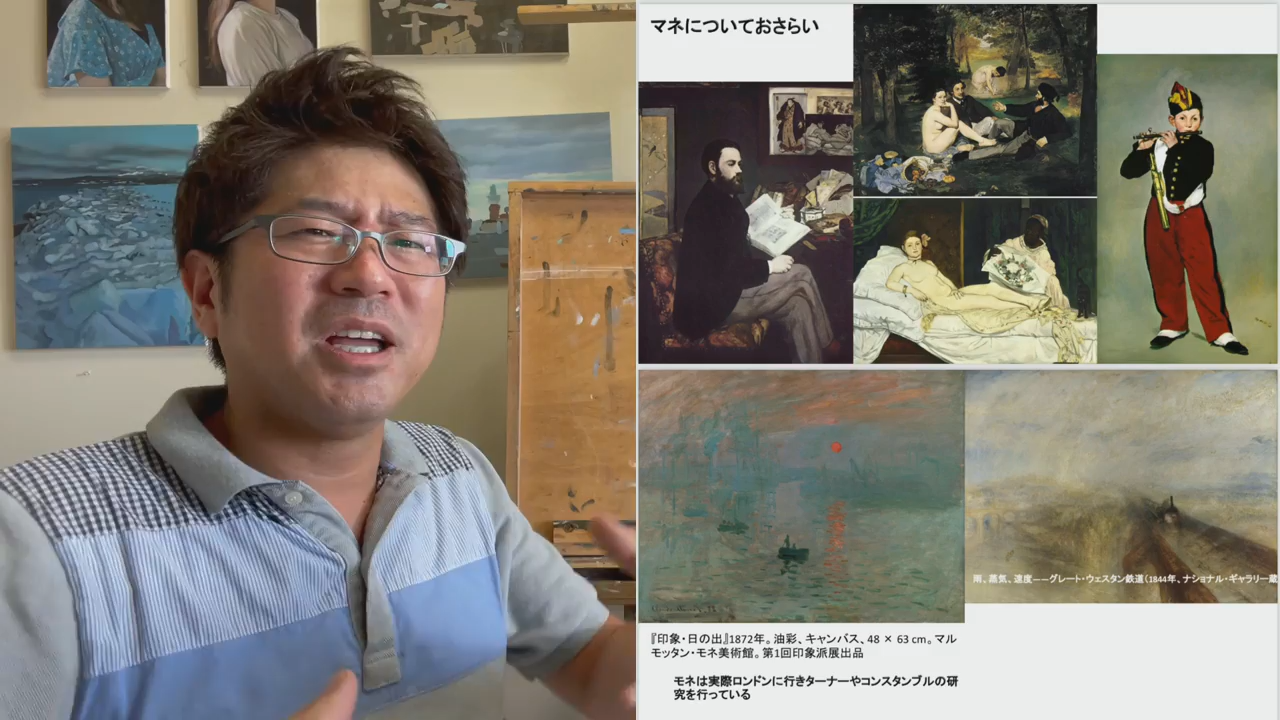 マネについておさらい
雨、蒸気、速度——グレート・ウェスタン鉄道（1844年、ナショナル・ギャラリー蔵
『印象・日の出』1872年。油彩、キャンバス、48 × 63 cm。マル
モッタン・モネ美術館。第1回印象派展出品
モネは実際ロンドンに行きターナーやコンスタンブルの研
究を行っている